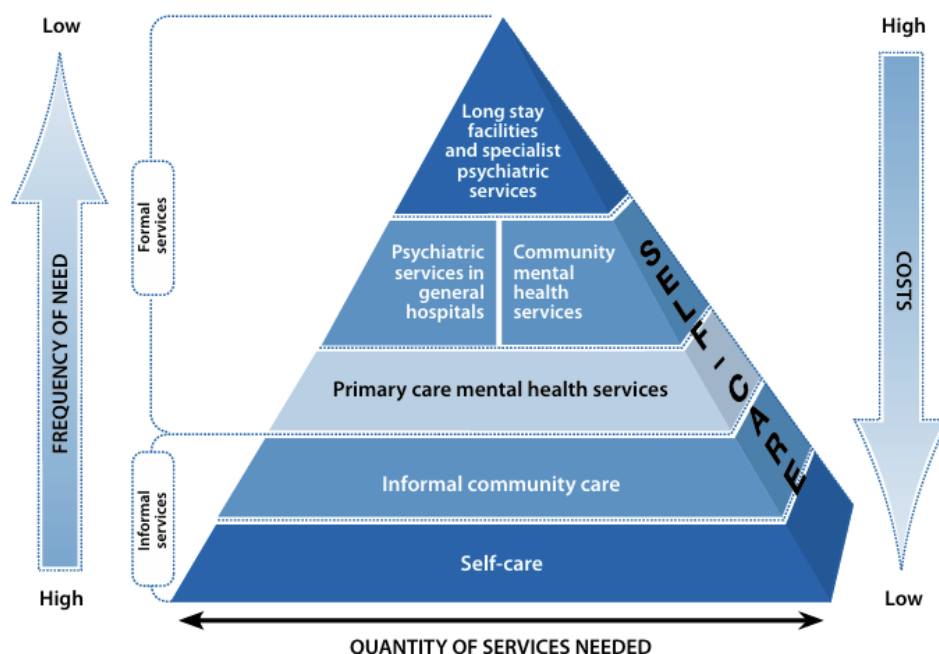 Low
High
Long stay
facilities
and specialist
psychiatric
services
Formal
services
Psychiatric
services in
general
hospitals
Community
mental
health
services
SELF-CARE
FREQUENCY OF NEED
COSTS
Primary care mental health services
Informal
services
Informal community care
Self-care
High
Low
QUANTITY OF SERVICES NEEDED